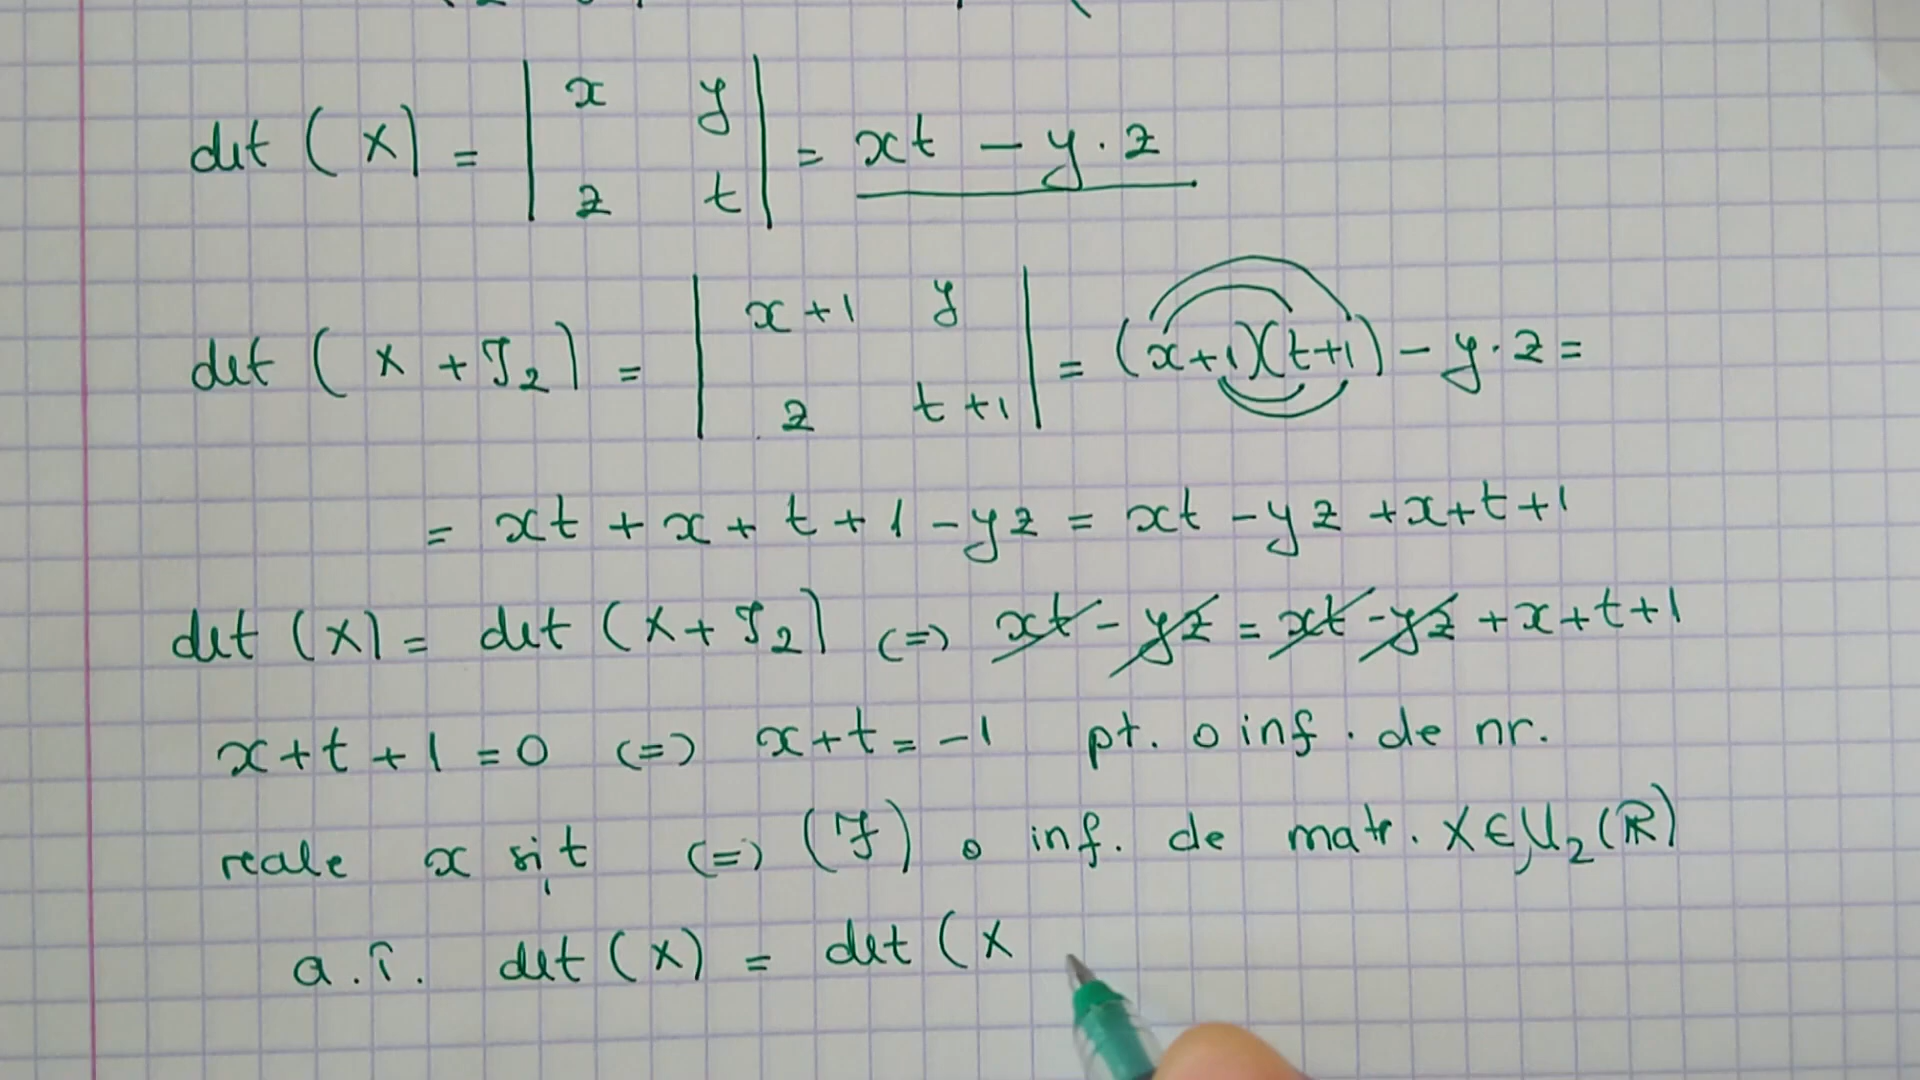 det (X) = | x y z t | = xt - y·z
det (X + I₂) = | x+1 y z t+1 | = (x+1)(t+1) - y·z =
= xt + x + t + 1 - yz = xt - yz + x+t+1
det (X) = det (X + I₂) (=) xt - yz = xt - yz + x+t+1
x+t+1 = 0 (=) x+t = -1 pt. o inf. de nr.
reale x și t (=) (∃) o inf. de matr. X∈M₂(ℝ)
a.î. det (X) = det (X